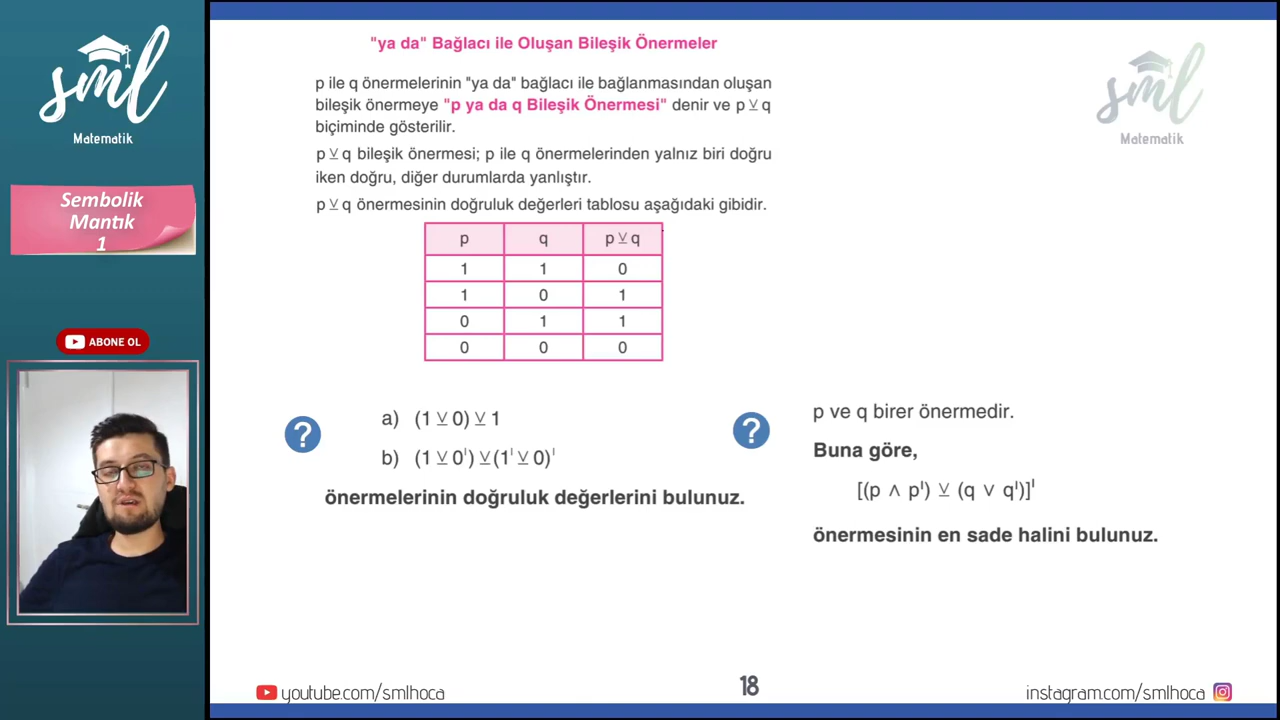 sml
Matematik
Sembolik
Mantık
1
ABONE OL
"ya da" Bağlacı ile Oluşan Bileşik Önermeler
p ile q önermelerinin "ya da" bağlacı ile bağlanmasından oluşan
bileşik önermeye "p ya da q Bileşik Önermesi" denir ve p ⊻ q
biçiminde gösterilir.
p ⊻ q bileşik önermesi; p ile q önermelerinden yalnız biri doğru
iken doğru, diğer durumlarda yanlıştır.
p ⊻ q önermesinin doğruluk değerleri tablosu aşağıdaki gibidir.
p q p ⊻ q
1 1 0
1 0 1
0 1 1
0 0 0
?
a) (1 ⊻ 0) ⊻ 1
b) (1 ⊻ 0ᴵ) ⊻ (1ᴵ ⊻ 0)ᴵ
önermelerinin doğruluk değerlerini bulunuz.
?
p ve q birer önermedir.
Buna göre,
[(p ∧ pᴵ) ⊻ (q ∨ qᴵ)]ᴵ
önermesinin en sade halini bulunuz.
sml
Matematik
youtube.com/smlhoca
18
instagram.com/smlhoca